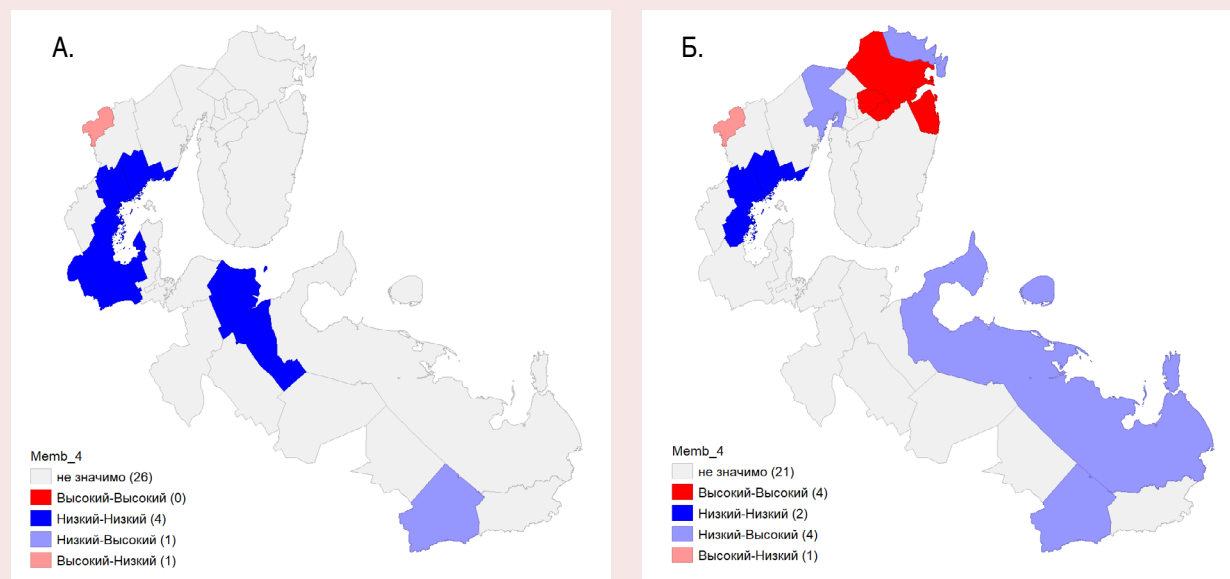 А.
Memb_4
не значимо (26)
Высокий-Высокий (0)
Низкий-Низкий (4)
Низкий-Высокий (1)
Высокий-Низкий (1)
Б.
Memb_4
не значимо (21)
Высокий-Высокий (4)
Низкий-Низкий (2)
Низкий-Высокий (4)
Высокий-Низкий (1)